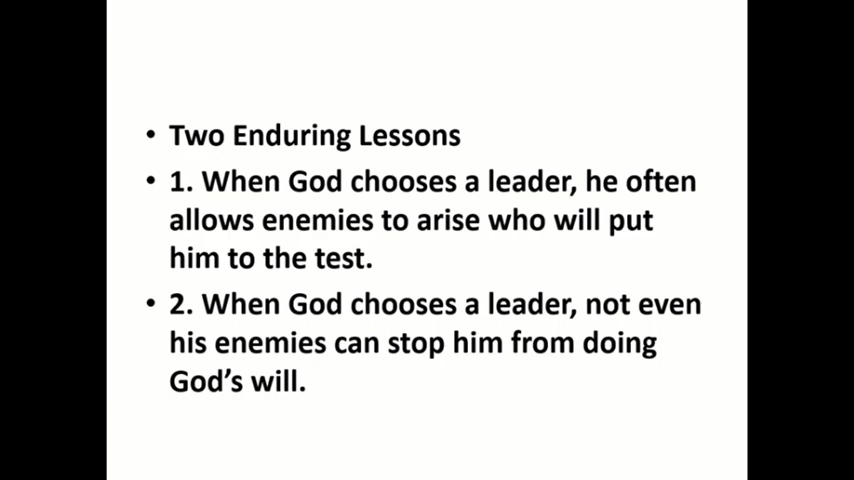 • Two Enduring Lessons
• 1. When God chooses a leader, he often
allows enemies to arise who will put
him to the test.
• 2. When God chooses a leader, not even
his enemies can stop him from doing
God’s will.